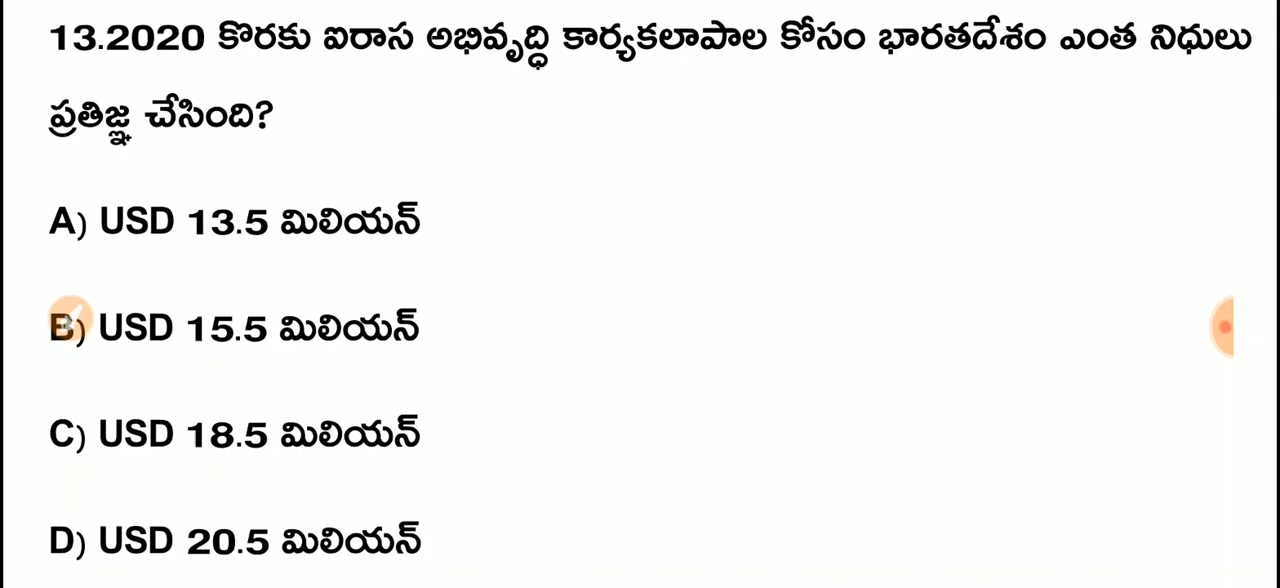 13.2020 కొరకు ఐరాస అభివృద్ధి కార్యకలాపాల కోసం భారతదేశం ఎంత నిధులు
ప్రతిజ్ఞ చేసింది?
A) USD 13.5 మిలియన్
B) USD 15.5 మిలియన్
C) USD 18.5 మిలియన్
D) USD 20.5 మిలియన్